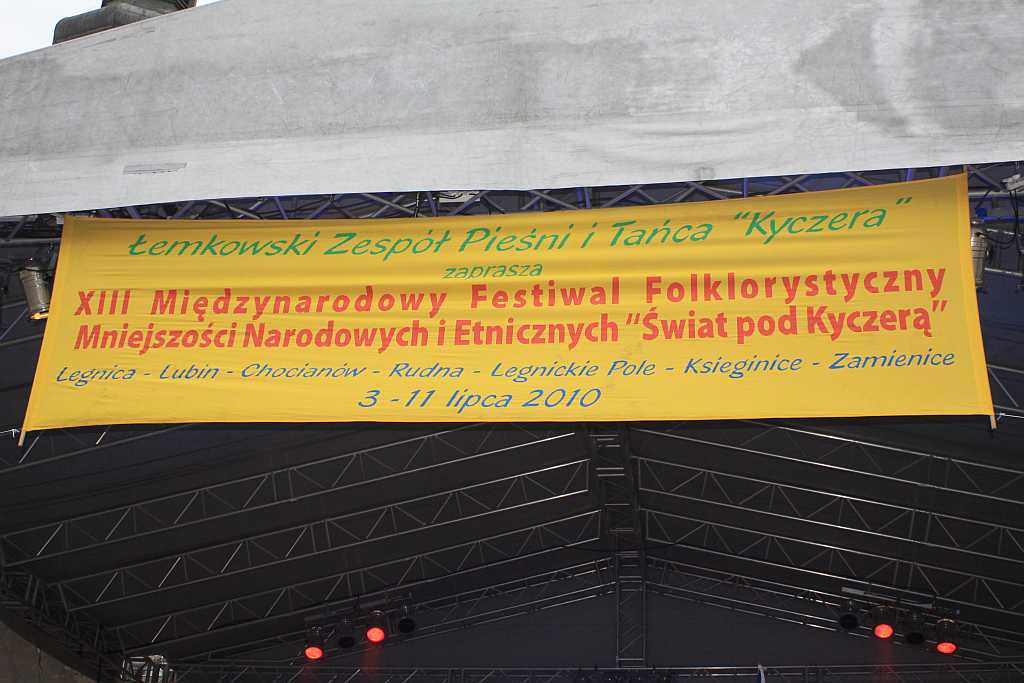 Łemkowski Zespół Pieśni i Tańca "Kyczera"
zaprasza
XIII Międzynarodowy Festiwal Folklorystyczny
Mniejszości Narodowych i Etnicznych "Świat pod Kyczerą"
Legnica - Lubin - Chocianów - Rudna - Legnickie Pole - Ksieginice - Zamienice
3 - 11 lipca 2010